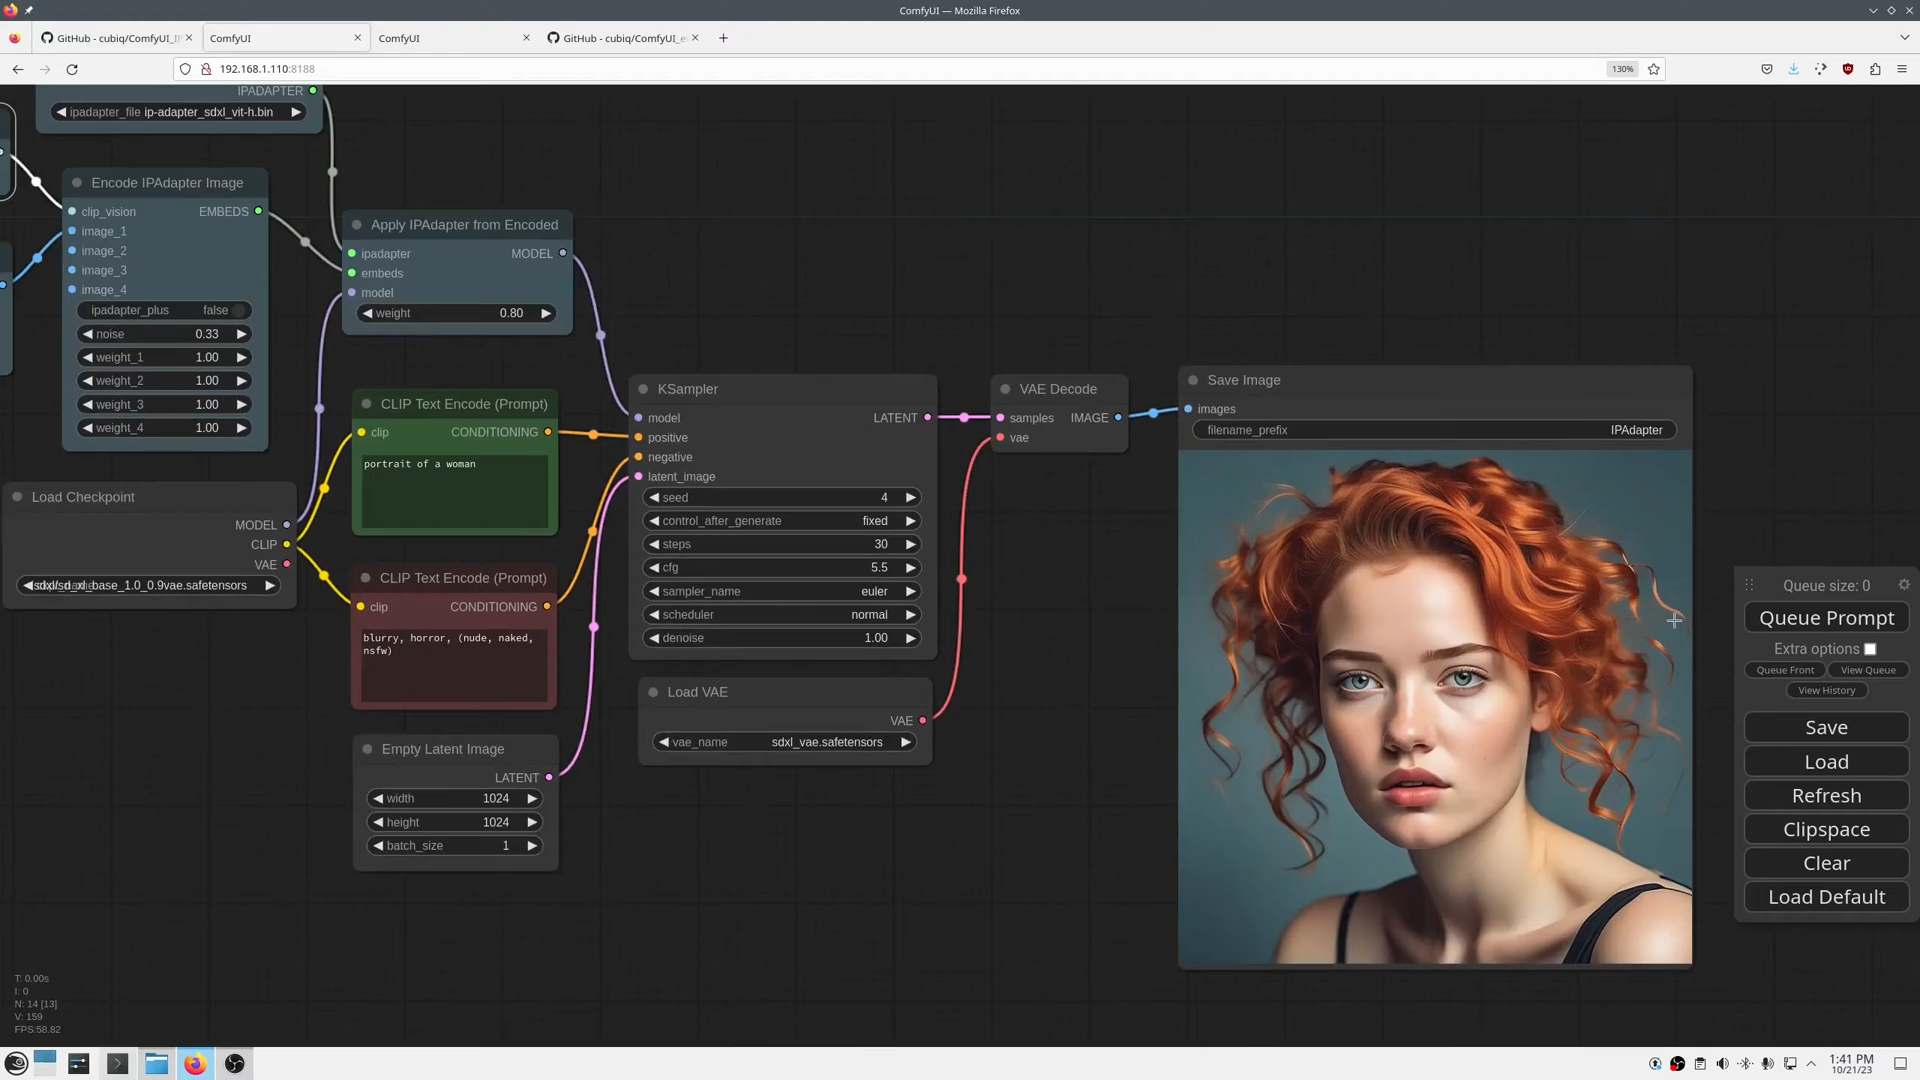 ComfyUI — Mozilla Firefox
GitHub - cubiq/ComfyUI_IP
ComfyUI
ComfyUI
GitHub - cubiq/ComfyUI_e
192.168.1.110:8188
130%
IPADAPTER
ipadapter_file ip-adapter_sdxl_vit-h.bin
Encode IPAdapter Image
clip_vision EMBEDS
image_1
image_2
image_3
image_4
ipadapter_plus false
noise 0.33
weight_1 1.00
weight_2 1.00
weight_3 1.00
weight_4 1.00
Apply IPAdapter from Encoded
ipadapter MODEL
embeds
model
weight 0.80
Load Checkpoint
MODEL
CLIP
VAE
sdxl/sd_xl_base_1.0_0.9vae.safetensors
CLIP Text Encode (Prompt)
clip CONDITIONING
portrait of a woman
CLIP Text Encode (Prompt)
clip CONDITIONING
blurry, horror, (nude, naked,
nsfw)
Empty Latent Image
LATENT
width 1024
height 1024
batch_size 1
KSampler
model LATENT
positive
negative
latent_image
seed 4
control_after_generate fixed
steps 30
cfg 5.5
sampler_name euler
scheduler normal
denoise 1.00
Load VAE
VAE
vae_name sdxl_vae.safetensors
VAE Decode
samples IMAGE
vae
Save Image
images
filename_prefix IPAdapter
Queue size: 0
Queue Prompt
Extra options
Queue Front View Queue
View History
Save
Load
Refresh
Clipspace
Clear
Load Default
T: 0.00s
I: 0
N: 14 [13]
V: 159
FPS:58.82
1:41 PM
10/21/23